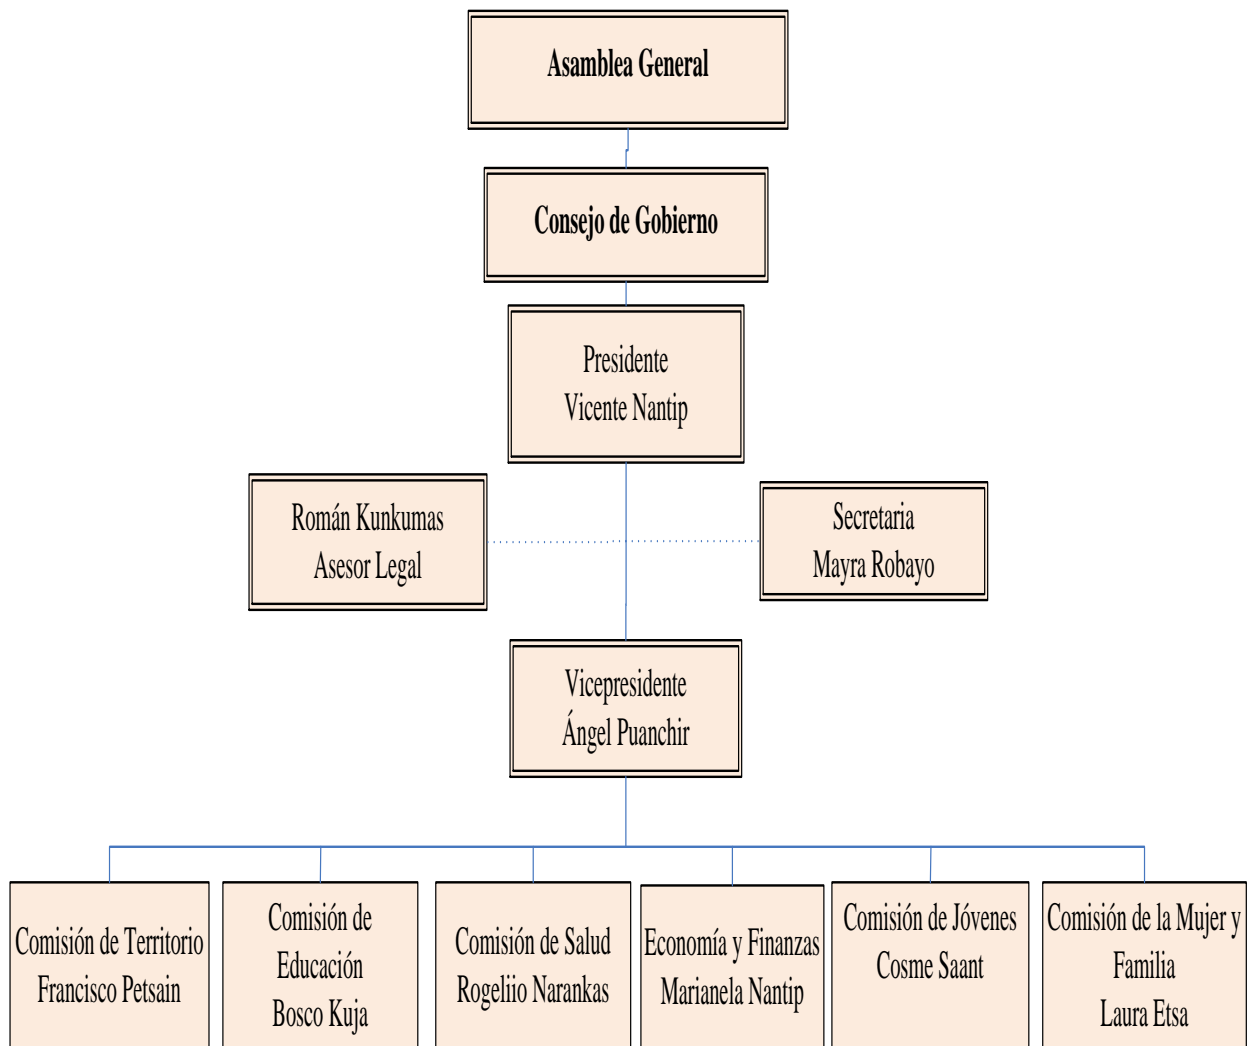 Asamblea General
Consejo de Gobierno
Presidente
Vicente Nantip
Román Kunkumas
Asesor Legal
Secretaria
Mayra Robayo
Vicepresidente
Ángel Puanchir
Comisión de Territorio
Francisco Petsain
Comisión de
Educación
Bosco Kuja
Comisión de Salud
Rogeliio Narankas
Economía y Finanzas
Marianela Nantip
Comisión de Jóvenes
Cosme Saant
Comisión de la Mujer y
Familia
Laura Etsa